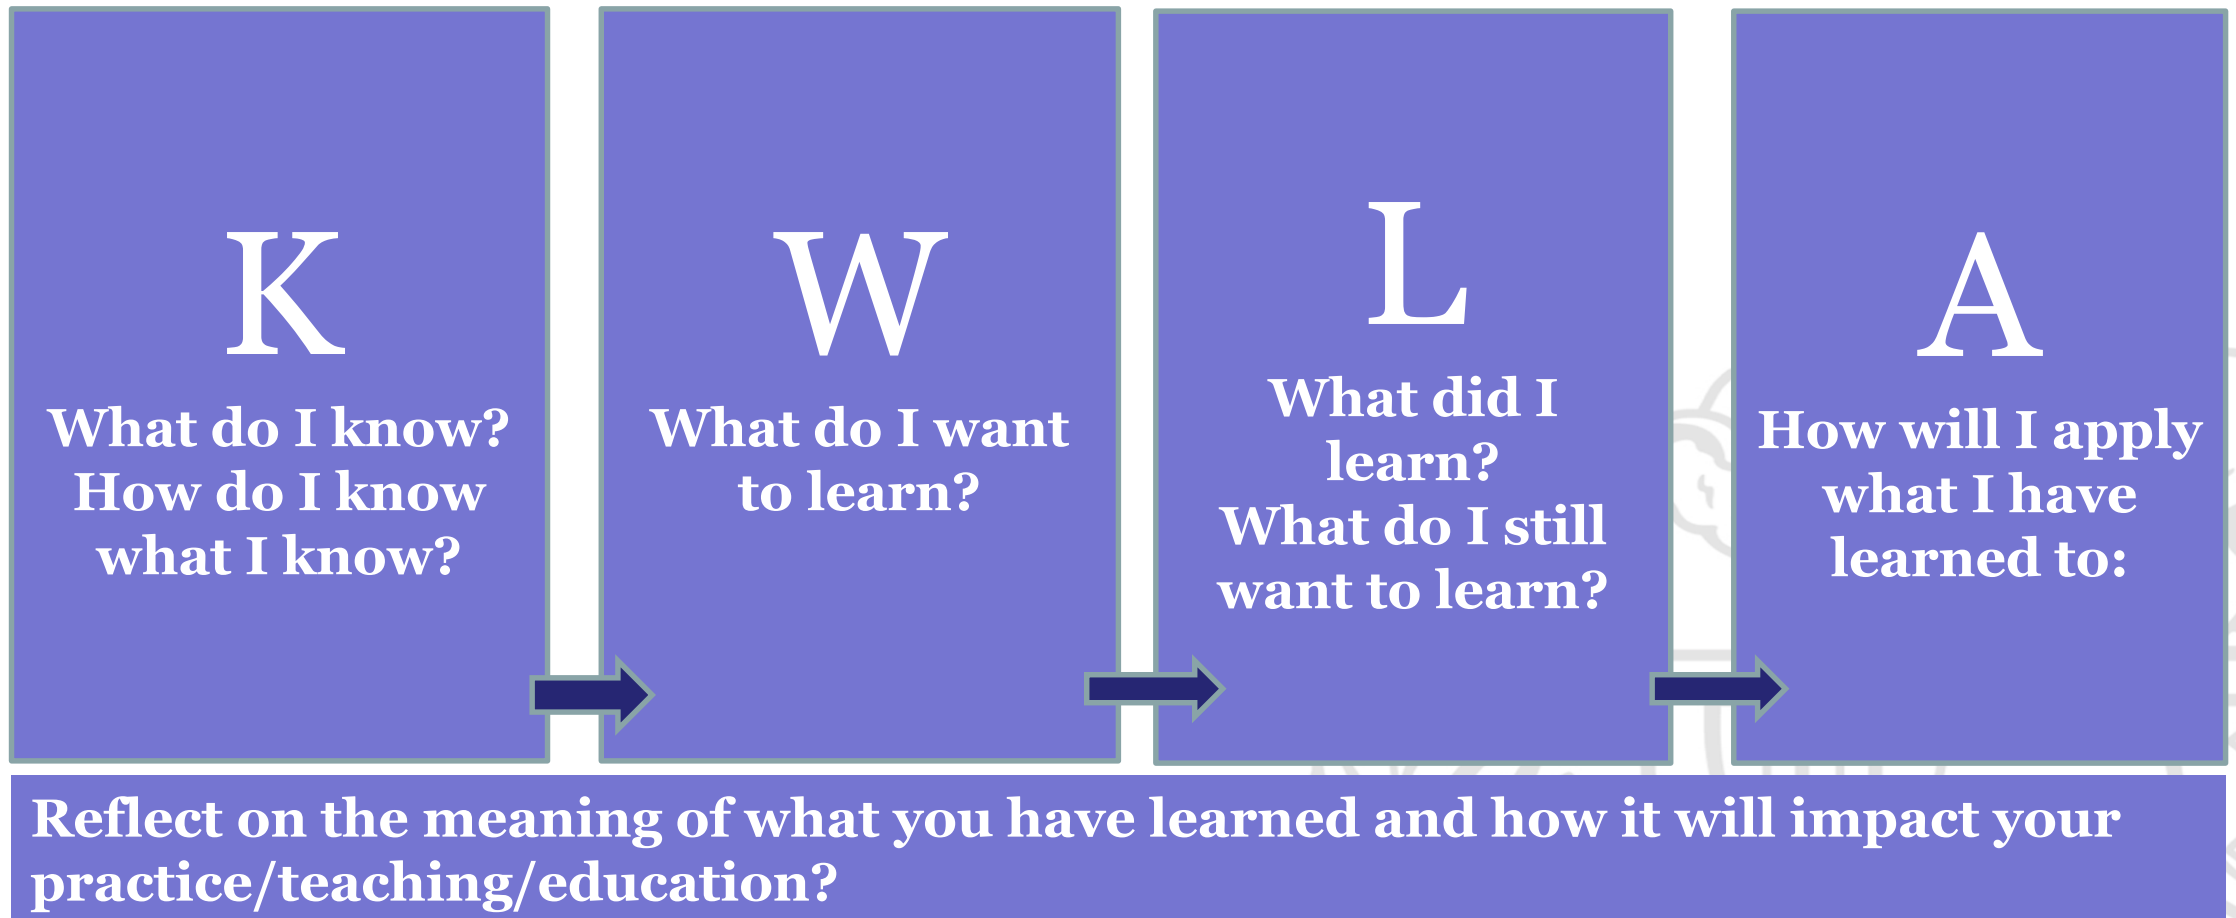 K
What do I know?
How do I know
what I know?
W
What do I want
to learn?
L
What did I
learn?
What do I still
want to learn?
A
How will I apply
what I have
learned to:
Reflect on the meaning of what you have learned and how it will impact your
practice/teaching/education?